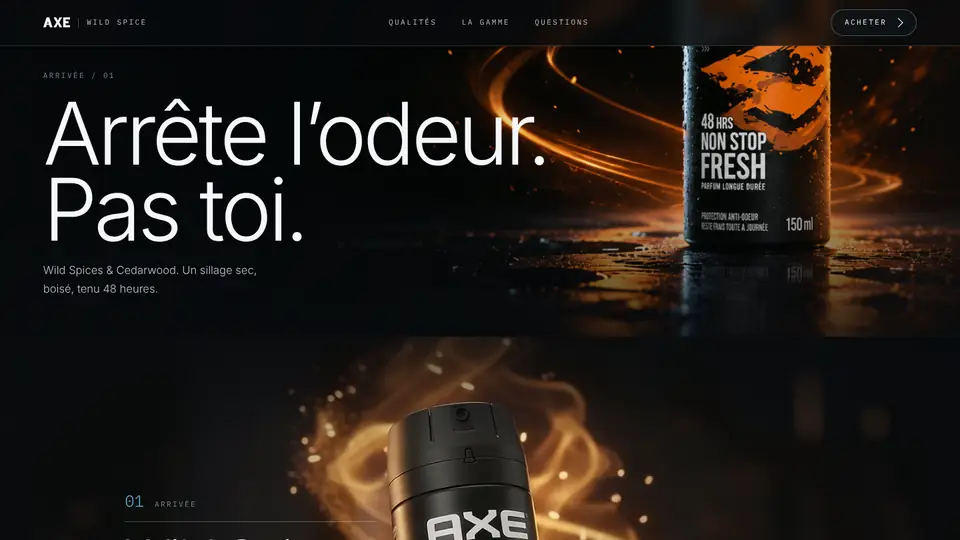 AXE
WILD SPICE
QUALITÉS
LA GAMME
QUESTIONS
ACHETER
ARRIVÉE / 01
Arrête l’odeur.
Pas toi.
Wild Spices & Cedarwood. Un sillage sec,
boisé, tenu 48 heures.
48 HRS
NON STOP
FRESH
PARFUM LONGUE DURÉE
PROTECTION ANTI-ODEUR
RESTE FRAIS TOUTE A JOURNÉE
150 ml
01 ARRIVÉE
AXE